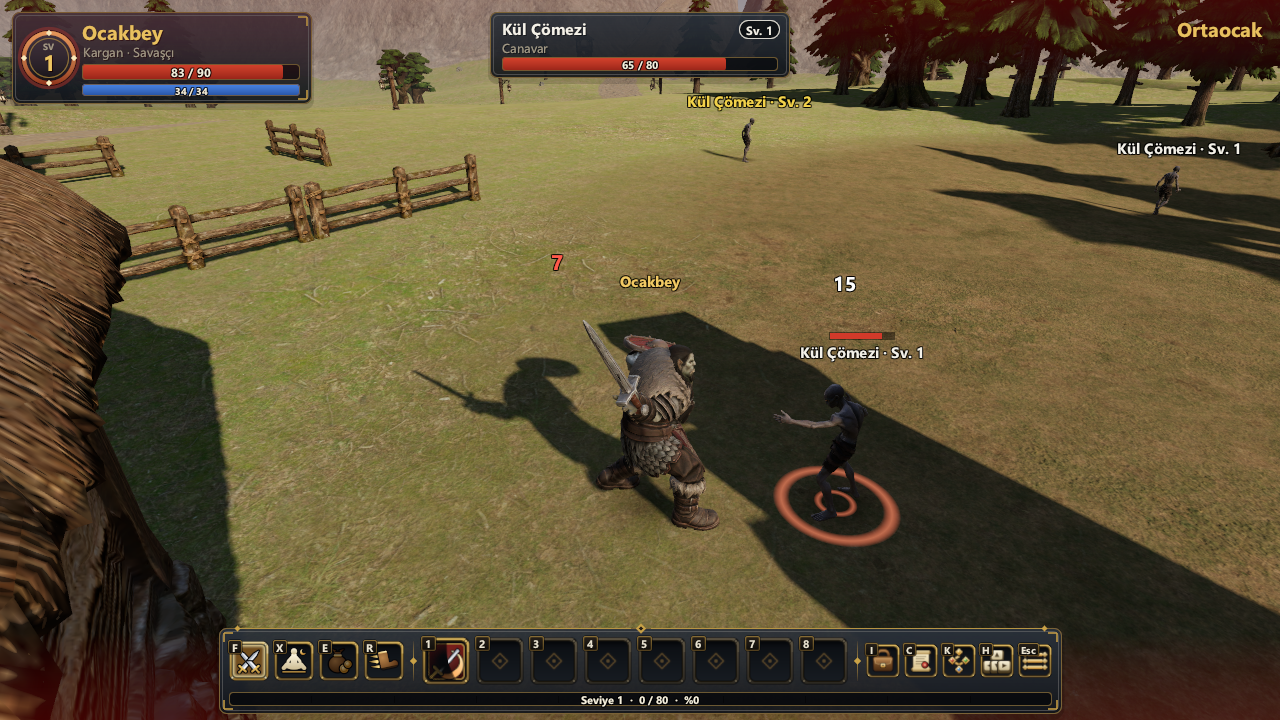 Ocakbey
SV
1
Kargan · Savaşçı
83 / 90
34 / 34
Kül Çömezi
Sv. 1
Canavar
65 / 80
Ortaocak
Kül Çömezi · Sv. 2
Kül Çömezi · Sv. 1
7
Ocakbey
15
Kül Çömezi · Sv. 1
F
X
E
R
1
2
3
4
5
6
7
8
I
C
K
H
Esc
Seviye 1 · 0 / 80 · %0